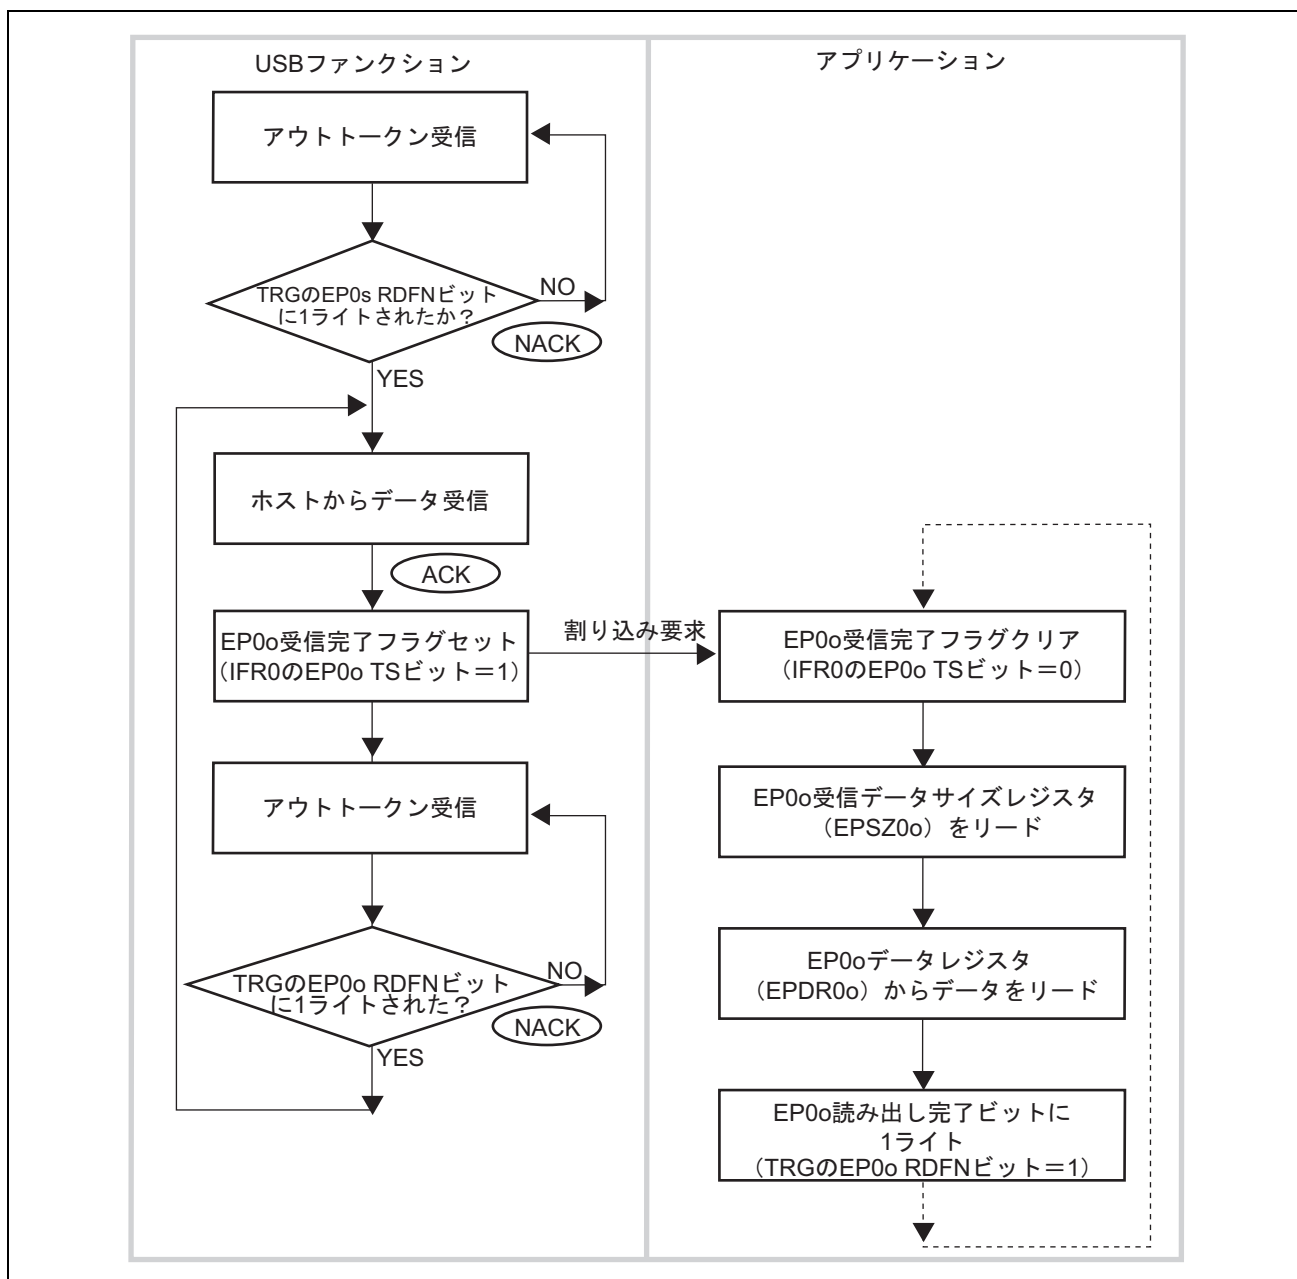 USBファンクション
アウトトークン受信
TRGのEP0s RDFNビット
に1ライトされたか？
NO
NACK
YES
ホストからデータ受信
ACK
EP0o受信完了フラグセット
（IFR0のEP0o TSビット＝1）
アウトトークン受信
TRGのEP0o RDFNビット
に1ライトされた？
NO
NACK
YES
アプリケーション
割り込み要求
EP0o受信完了フラグクリア
（IFR0のEP0o TSビット＝0）
EP0o受信データサイズレジスタ
（EPSZ0o）をリード
EP0oデータレジスタ
（EPDR0o）からデータをリード
EP0o読み出し完了ビットに
1ライト
（TRGのEP0o RDFNビット＝1）